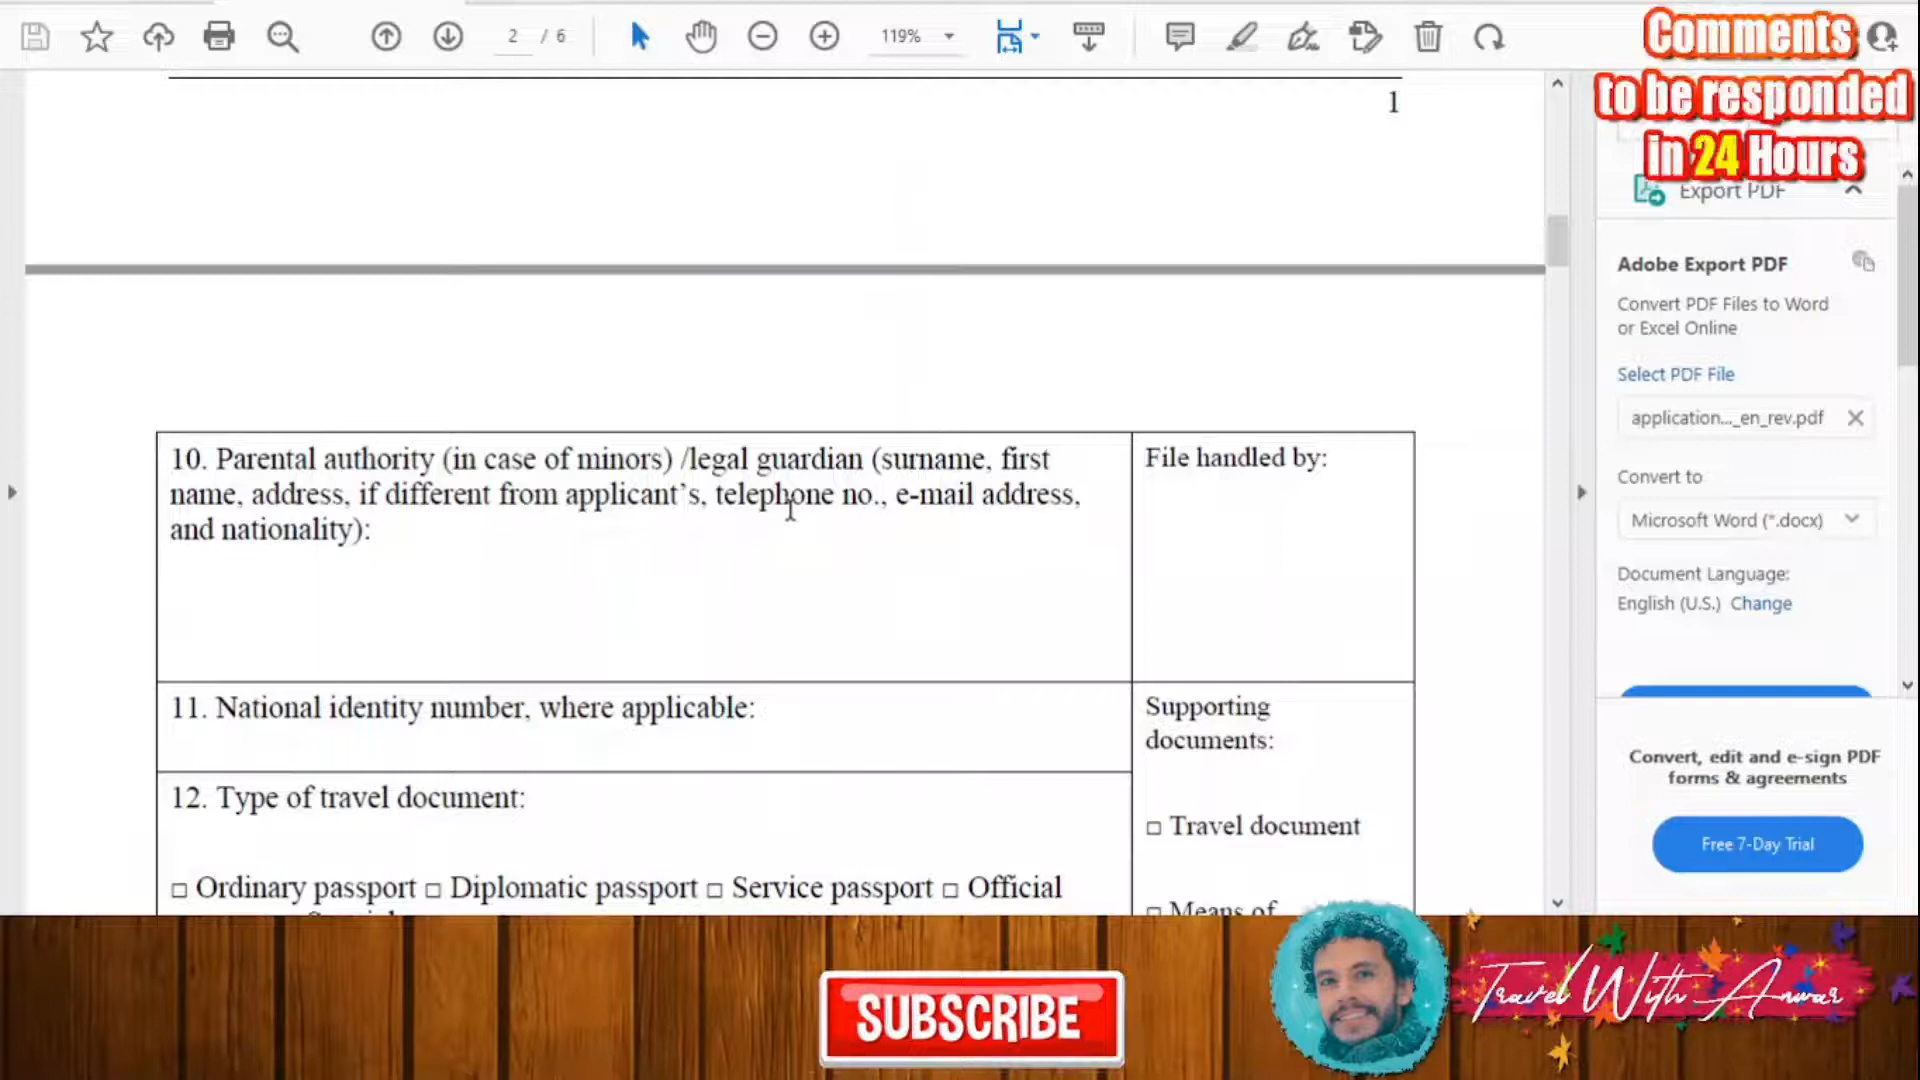 2 / 6
119%
Comments
to be responded
in 24 Hours
1
Export PDF
Adobe Export PDF
Convert PDF Files to Word
or Excel Online
Select PDF File
application..._en_rev.pdf
Convert to
Microsoft Word (*.docx)
Document Language:
English (U.S.) Change
Convert, edit and e-sign PDF
forms & agreements
Free 7-Day Trial
10. Parental authority (in case of minors) /legal guardian (surname, first
name, address, if different from applicant's, telephone no., e-mail address,
and nationality):
File handled by:
11. National identity number, where applicable:
Supporting
documents:
12. Type of travel document:
□ Travel document
□ Ordinary passport □ Diplomatic passport □ Service passport □ Official
□ Means of
SUBSCRIBE
Travel With Anwar